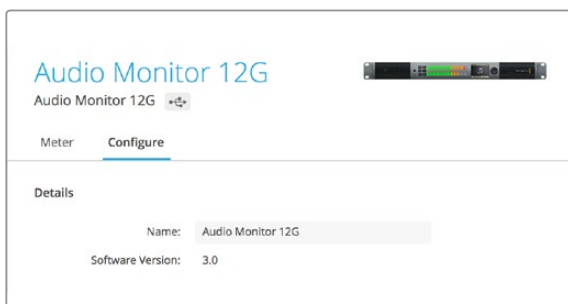 Audio Monitor 12G
Audio Monitor 12G
Meter Configure
Details
Name: Audio Monitor 12G
Software Version: 3.0